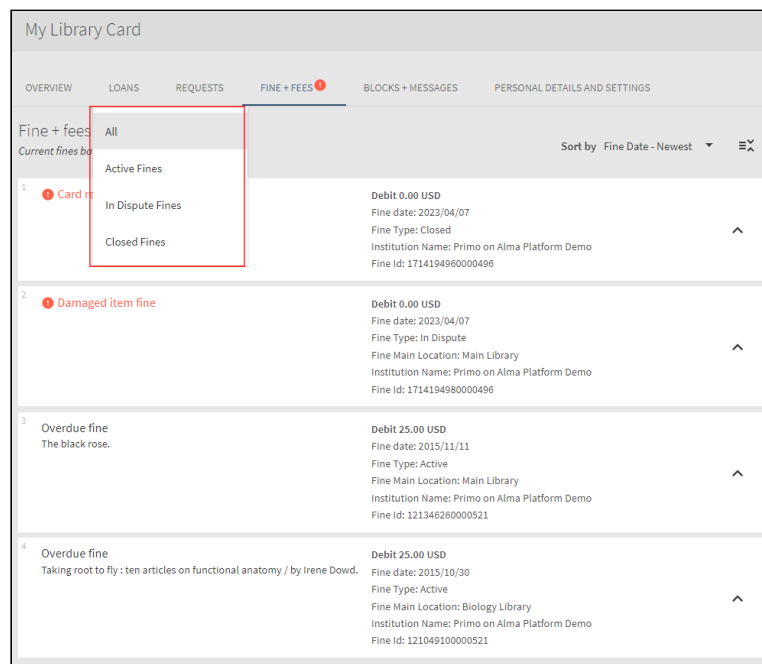 My Library Card
OVERVIEW LOANS REQUESTS FINE + FEES ! BLOCKS + MESSAGES PERSONAL DETAILS AND SETTINGS
Fine + fees
Current fines
All
Active Fines
In Dispute Fines
Closed Fines
Sort by Fine Date - Newest
1
! Card
Debit 0.00 USD
Fine date: 2023/04/07
Fine Type: Closed
Institution Name: Primo on Alma Platform Demo
Fine Id: 1714194960000496
2
! Damaged item fine
Debit 0.00 USD
Fine date: 2023/04/07
Fine Type: In Dispute
Fine Main Location: Main Library
Institution Name: Primo on Alma Platform Demo
Fine Id: 1714194980000496
3
Overdue fine
The black rose.
Debit 25.00 USD
Fine date: 2015/11/11
Fine Type: Active
Fine Main Location: Main Library
Institution Name: Primo on Alma Platform Demo
Fine Id: 121346260000521
4
Overdue fine
Taking root to fly : ten articles on functional anatomy / by Irene Dowd.
Debit 25.00 USD
Fine date: 2015/10/30
Fine Type: Active
Fine Main Location: Biology Library
Institution Name: Primo on Alma Platform Demo
Fine Id: 121049100000521